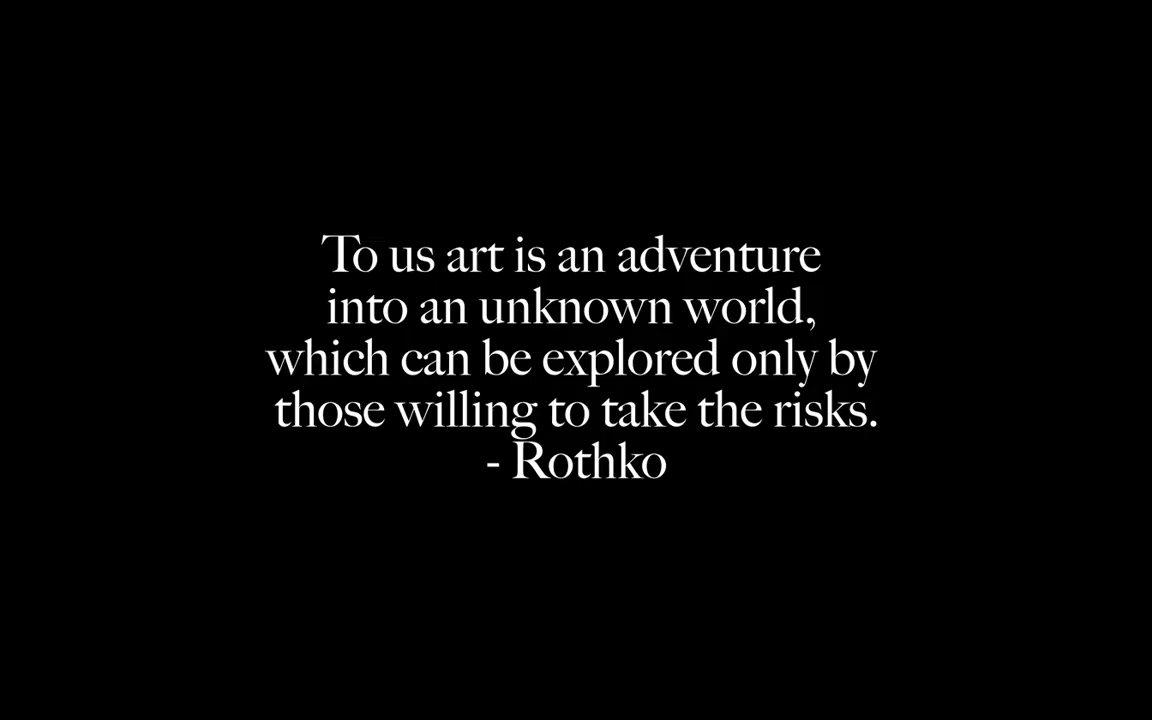 To us art is an adventure
into an unknown world,
which can be explored only by
those willing to take the risks.
- Rothko